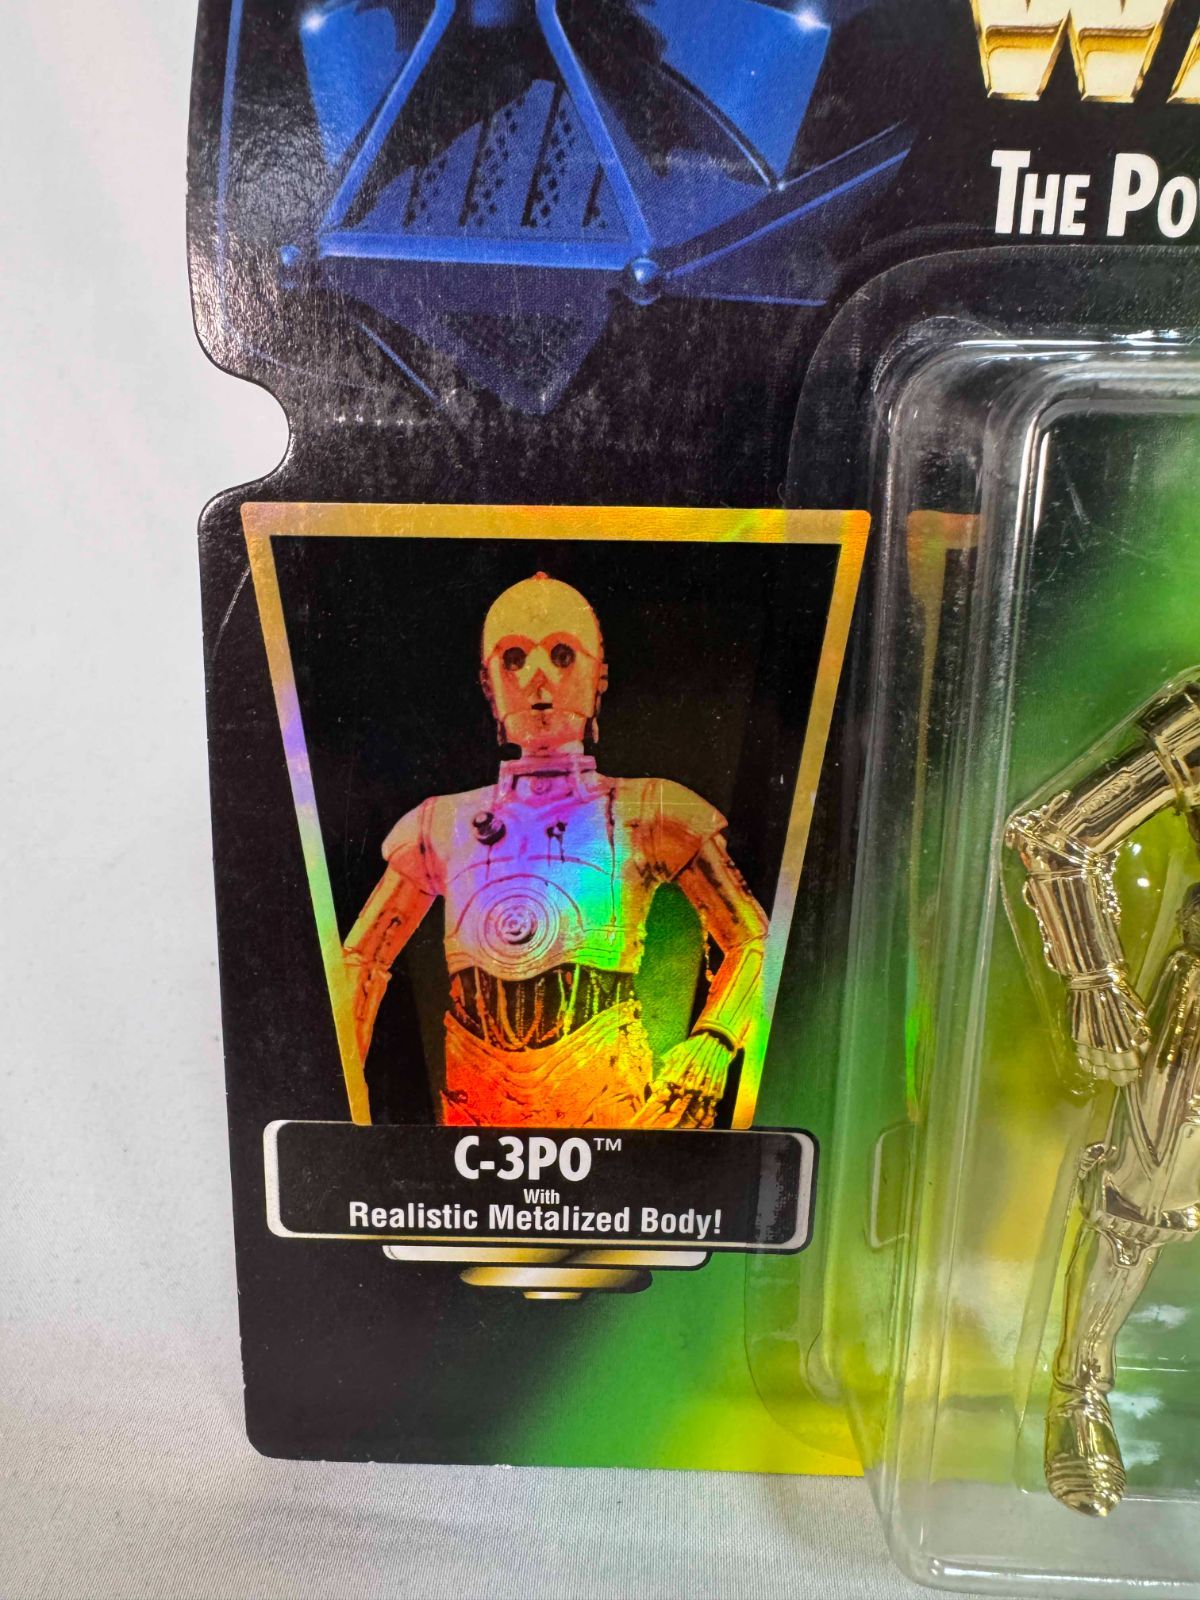 THE PO
C-3PO™
With
Realistic Metalized Body!